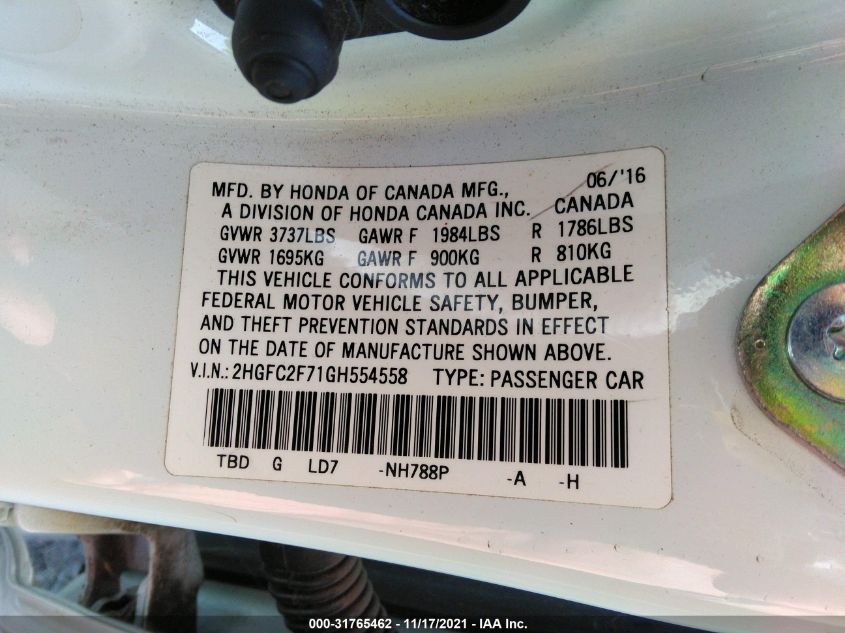 MFD. BY HONDA OF CANADA MFG., 06/'16
A DIVISION OF HONDA CANADA INC. CANADA
GVWR 3737LBS GAWR F 1984LBS R 1786LBS
GVWR 1695KG GAWR F 900KG R 810KG
THIS VEHICLE CONFORMS TO ALL APPLICABLE
FEDERAL MOTOR VEHICLE SAFETY, BUMPER,
AND THEFT PREVENTION STANDARDS IN EFFECT
ON THE DATE OF MANUFACTURE SHOWN ABOVE.
V.I.N.: 2HGFC2F71GH554558 TYPE: PASSENGER CAR
TBD G LD7 -NH788P -A -H
000-31765462 - 11/17/2021 - IAA Inc.